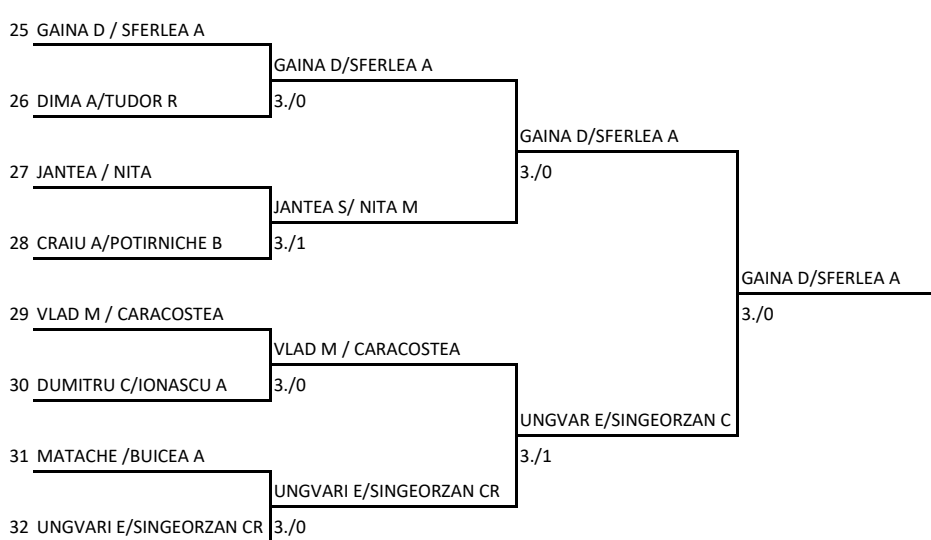 25 GAINA D / SFERLEA A
GAINA D/SFERLEA A
26 DIMA A/TUDOR R
3./0
GAINA D/SFERLEA A
27 JANTEA / NITA
3./0
JANTEA S/ NITA M
28 CRAIU A/POTIRNICHE B
3./1
GAINA D/SFERLEA A
29 VLAD M / CARACOSTEA
3./0
VLAD M / CARACOSTEA
30 DUMITRU C/IONASCU A
3./0
UNGVAR E/SINGEORZAN C
31 MATACHE /BUICEA A
3./1
UNGVARI E/SINGEORZAN CR
32 UNGVARI E/SINGEORZAN CR
3./0